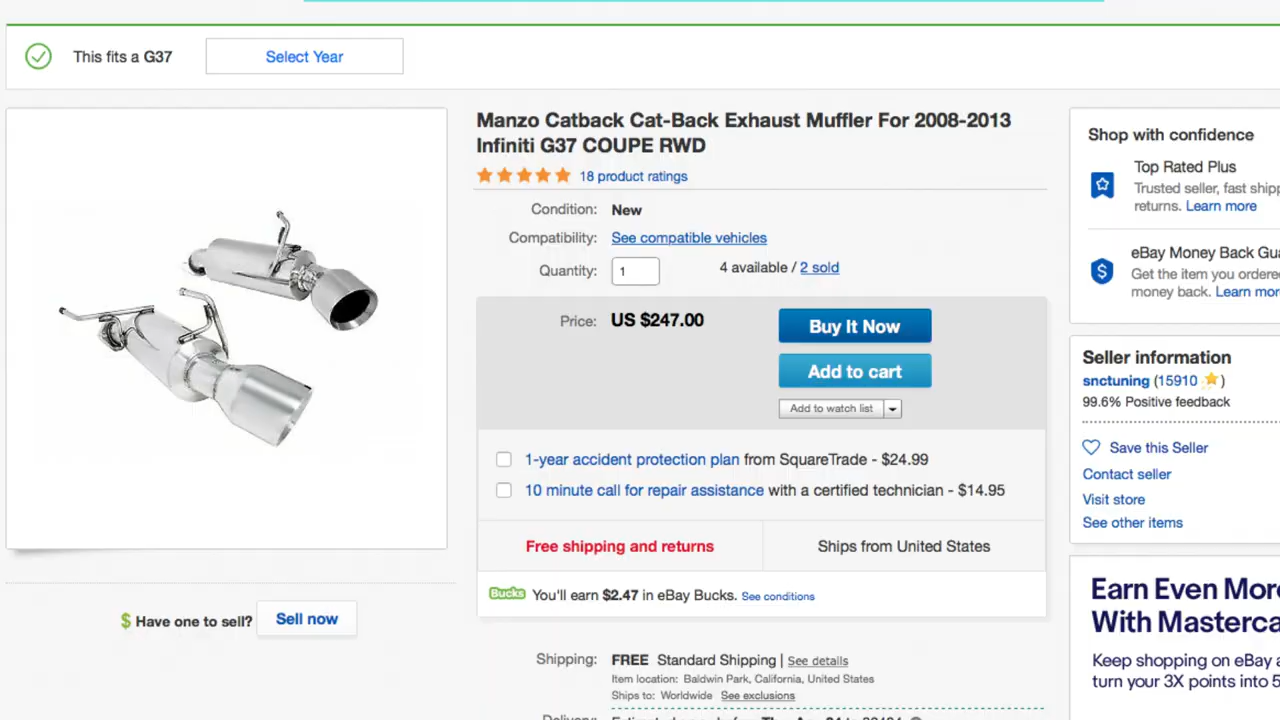 This fits a G37
Select Year
Manzo Catback Cat-Back Exhaust Muffler For 2008-2013
Infiniti G37 COUPE RWD
18 product ratings
Condition: New
Compatibility: See compatible vehicles
Quantity: 1 4 available / 2 sold
Price: US $247.00
Buy It Now
Add to cart
Add to watch list
1-year accident protection plan from SquareTrade - $24.99
10 minute call for repair assistance with a certified technician - $14.95
Free shipping and returns
Ships from United States
Bucks You'll earn $2.47 in eBay Bucks. See conditions
$ Have one to sell? Sell now
Shipping: FREE Standard Shipping | See details
Item location: Baldwin Park, California, United States
Ships to: Worldwide See exclusions
Shop with confidence
Top Rated Plus
Trusted seller, fast
returns. Learn more
eBay Money Back
Get the item you
money back. Learn
Seller information
snctuning (15910 )
99.6% Positive feedback
Save this Seller
Contact seller
Visit store
See other items
Earn Even
With
Keep shopping on eBay
turn your 3X points into